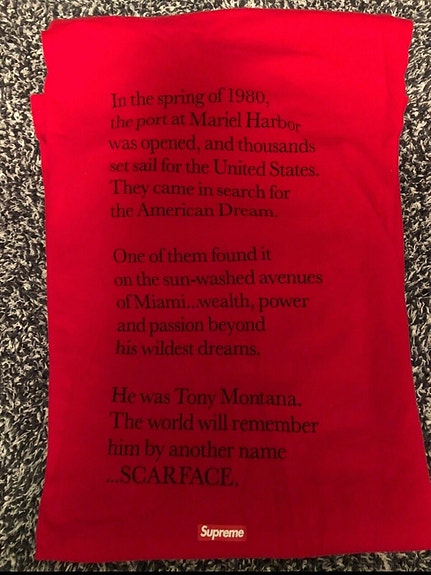 In the spring of 1980,
the port at Mariel Harbor
was opened, and thousands
set sail for the United States.
They came in search for
the American Dream.
One of them found it
on the sun-washed avenues
of Miami...wealth, power
and passion beyond
his wildest dreams.
He was Tony Montana.
The world will remember
him by another name
...SCARFACE.
Supreme